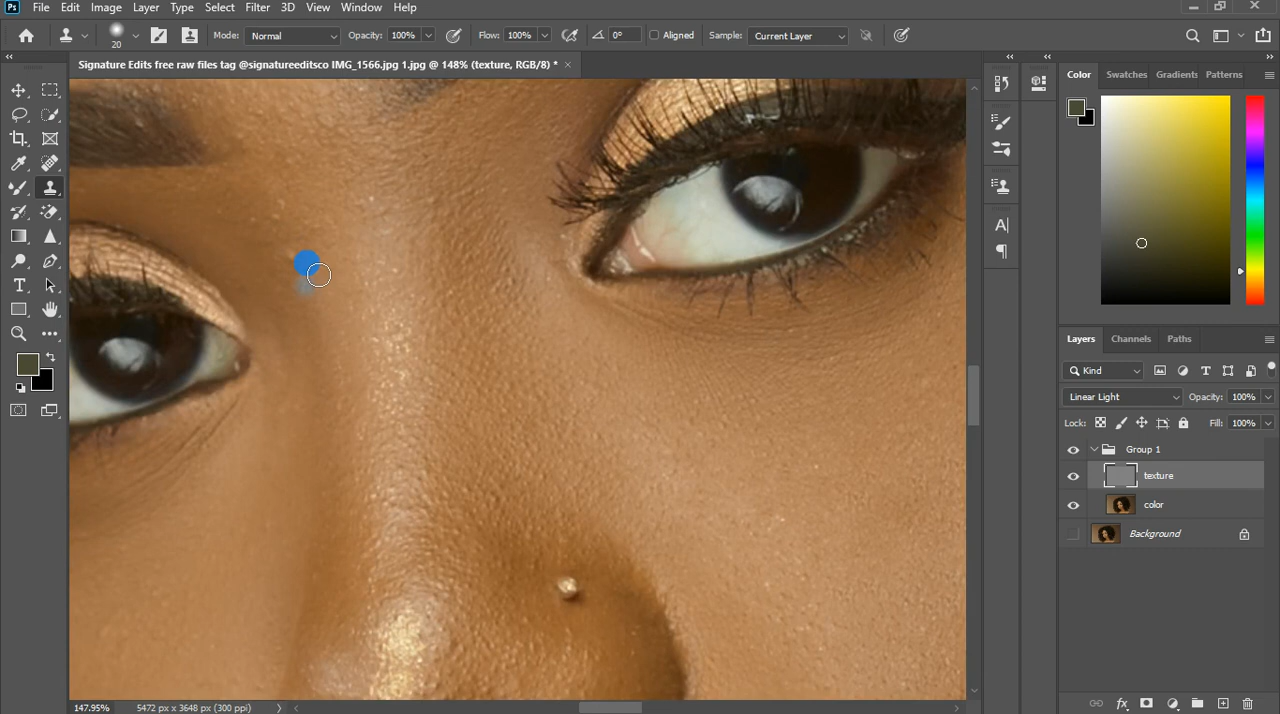 Ps File Edit Image Layer Type Select Filter 3D View Window Help
20 Mode: Normal Opacity: 100% Flow: 100% 0° Aligned Sample: Current Layer
Signature Edits free raw files tag @signatureeditsco IMG_1566.jpg 1.jpg @ 148% (texture, RGB/8) * ×
Color Swatches Gradients Patterns
Layers Channels Paths
Kind
Linear Light Opacity: 100%
Lock: Fill: 100%
Group 1
texture
color
Background
147.95% 5472 px x 3648 px (300 ppi)